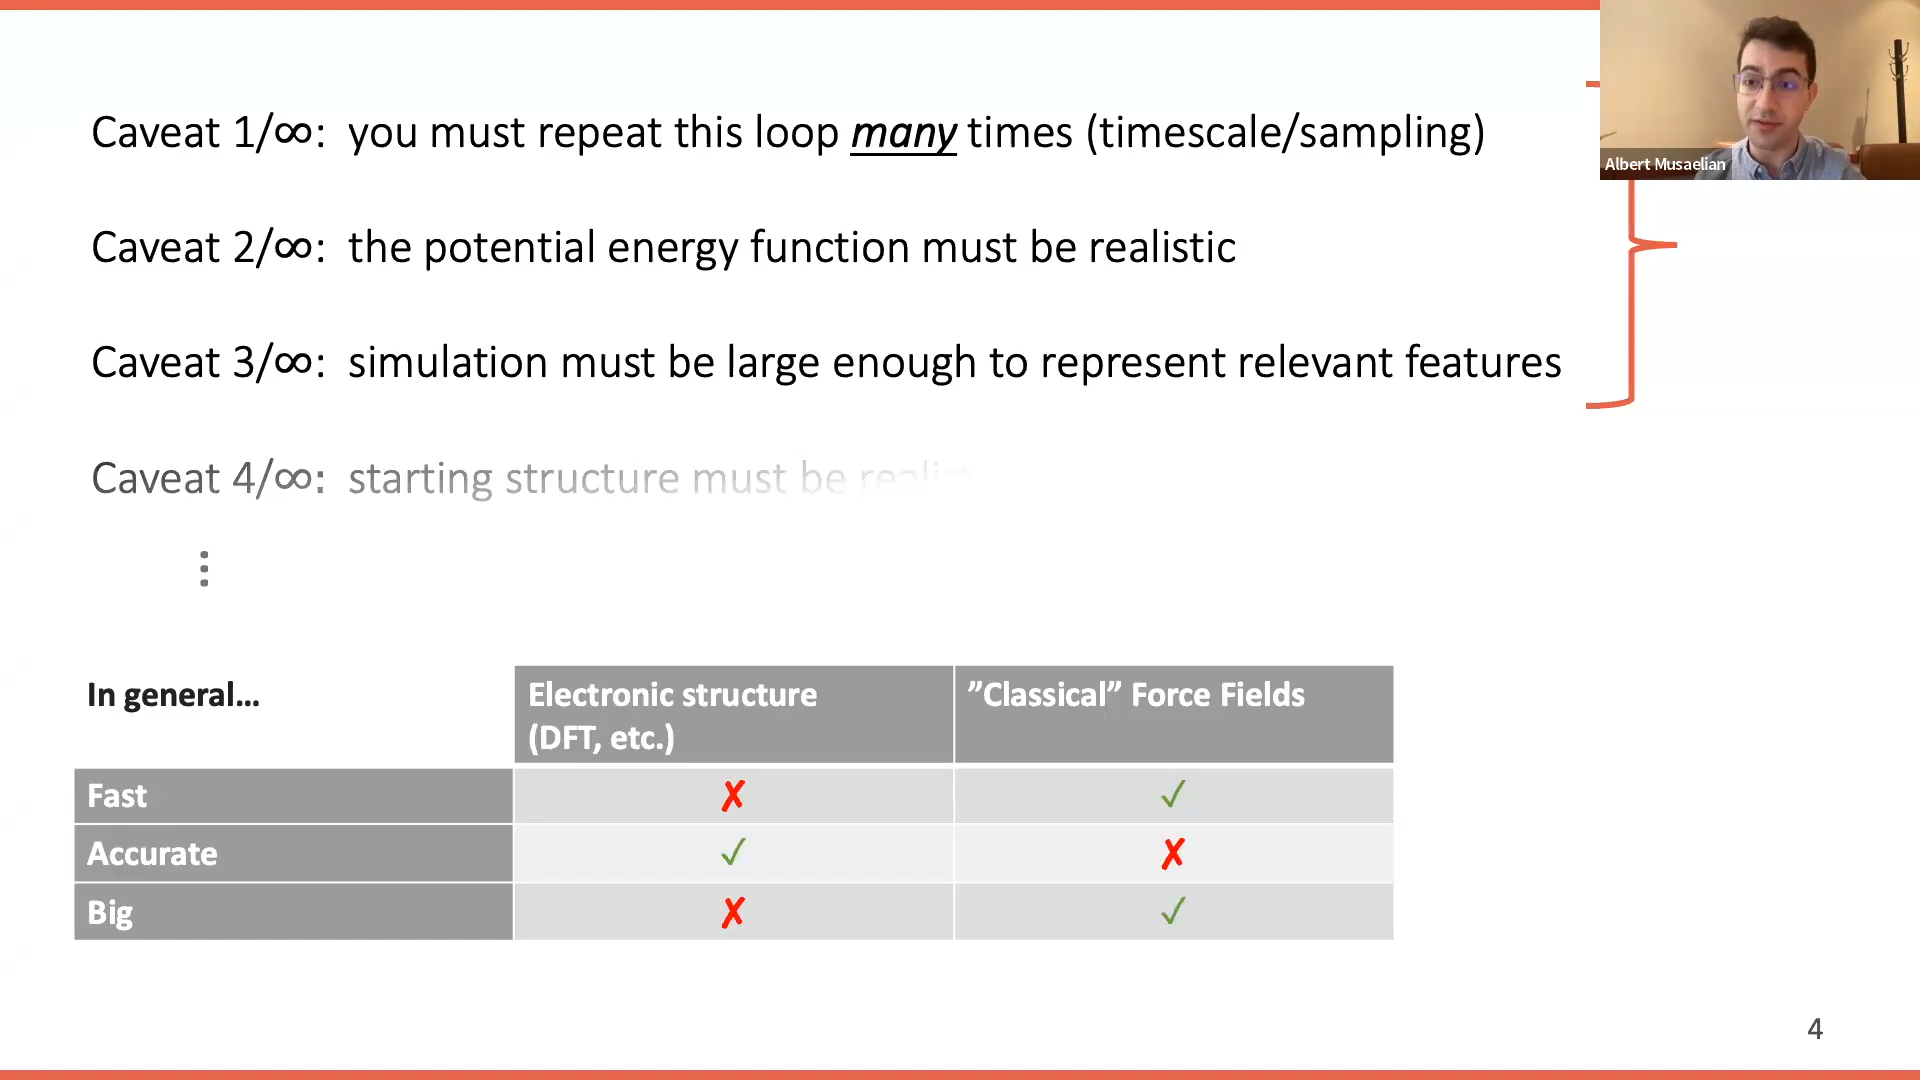 Caveat 1/∞: you must repeat this loop many times (timescale/sampling)
Albert Musaelian
Caveat 2/∞: the potential energy function must be realistic
Caveat 3/∞: simulation must be large enough to represent relevant features
Caveat 4/∞: starting structure must be
⋮
In general… Electronic structure (DFT, etc.) ”Classical” Force Fields
Fast ✗ ✓
Accurate ✓ ✗
Big ✗ ✓
4